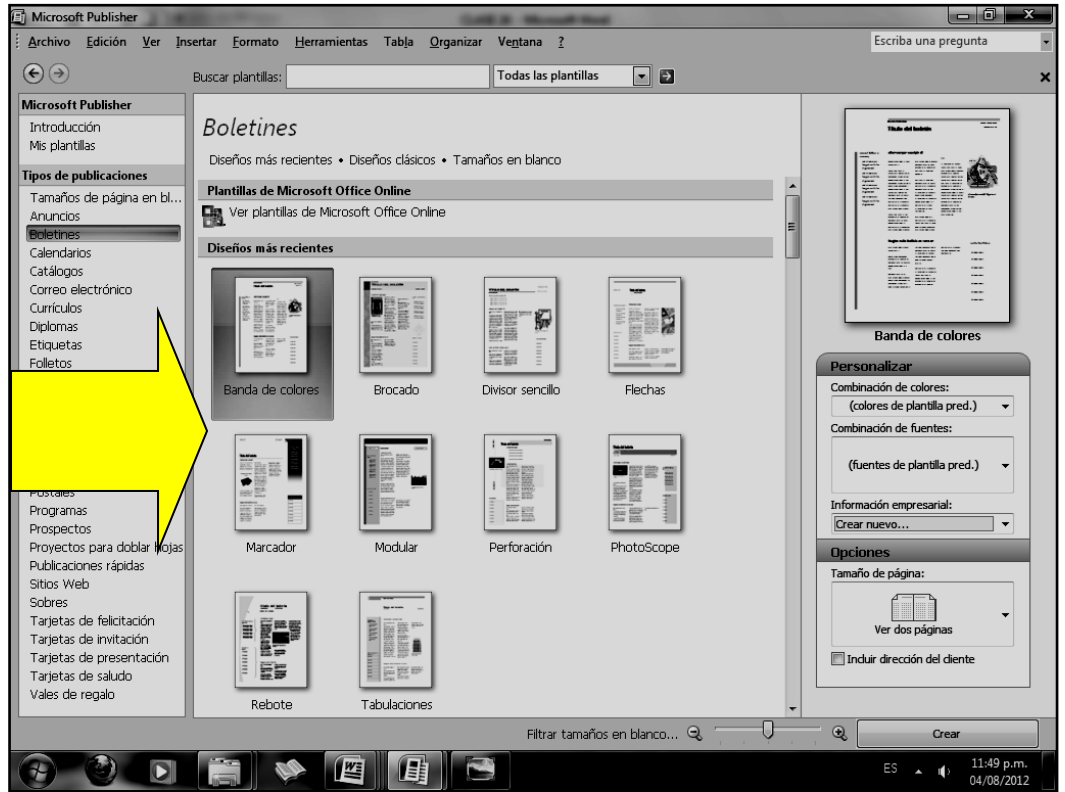 Microsoft Publisher
Archivo Edición Ver Insertar Formato Herramientas Tabla Organizar Ventana ?
Escriba una pregunta
Buscar plantillas:
Todas las plantillas
Microsoft Publisher
Introducción
Mis plantillas
Tipos de publicaciones
Tamaños de página en bl...
Anuncios
Boletines
Calendarios
Catálogos
Correo electrónico
Currículos
Diplomas
Etiquetas
Folletos
Postales
Programas
Prospectos
Proyectos para doblar hojas
Publicaciones rápidas
Sitios Web
Sobres
Tarjetas de felicitación
Tarjetas de invitación
Tarjetas de presentación
Tarjetas de saludo
Vales de regalo
Boletines
Diseños más recientes • Diseños clásicos • Tamaños en blanco
Plantillas de Microsoft Office Online
Ver plantillas de Microsoft Office Online
Diseños más recientes
Banda de colores
Brocado
Divisor sencillo
Flechas
Marcador
Modular
Perforación
PhotoScope
Rebote
Tabulaciones
Título del boletín
Banda de colores
Personalizar
Combinación de colores:
(colores de plantilla pred.)
Combinación de fuentes:
(fuentes de plantilla pred.)
Información empresarial:
Crear nuevo...
Opciones
Tamaño de página:
Ver dos páginas
Incluir dirección del cliente
Filtrar tamaños en blanco...
Crear
ES
11:49 p.m.
04/08/2012